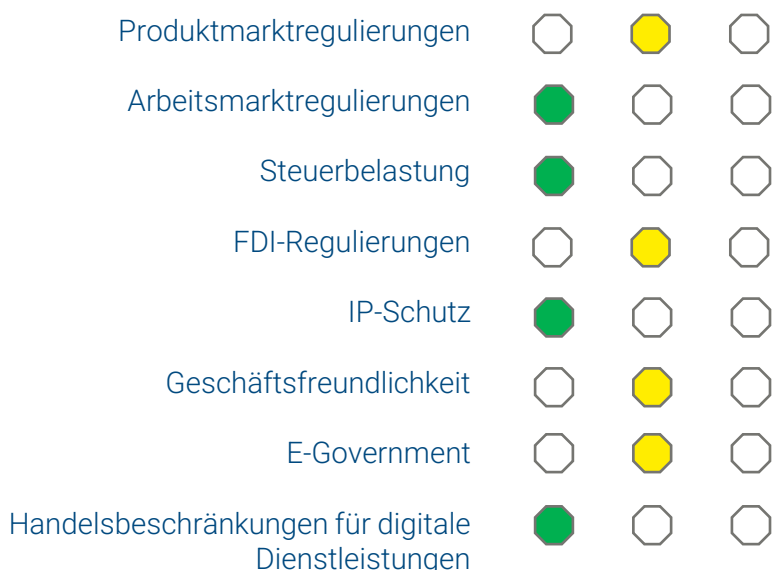 Produktmarktregulierungen
Arbeitsmarktregulierungen
Steuerbelastung
FDI-Regulierungen
IP-Schutz
Geschäftsfreundlichkeit
E-Government
Handelsbeschränkungen für digitale
Dienstleistungen